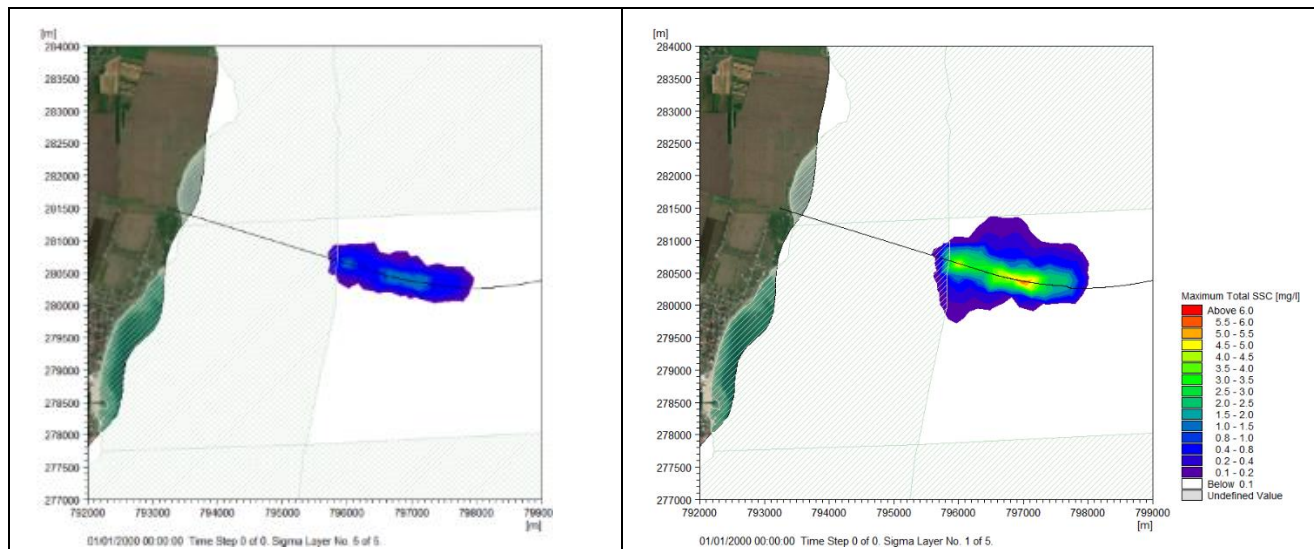 [m]
284000
283500
283000
282500
282000
281500
281000
280500
280000
279500
279000
278500
278000
277500
277000
792000 793000 794000 795000 796000 797000 798000 79900
[m]
01/01/2000 00:00:00 Time Step 0 of 0. Sigma Layer No. 5 of 5.
[m]
284000
283500
283000
282500
282000
281500
281000
280500
280000
279500
279000
278500
278000
277500
277000
792000 793000 794000 795000 796000 797000 798000 799000
[m]
01/01/2000 00:00:00 Time Step 0 of 0. Sigma Layer No. 1 of 5.
Maximum Total SSC [mg/l]
Above 6.0
5.5 - 6.0
5.0 - 5.5
4.5 - 5.0
4.0 - 4.5
3.5 - 4.0
3.0 - 3.5
2.5 - 3.0
2.0 - 2.5
1.5 - 2.0
1.0 - 1.5
0.8 - 1.0
0.4 - 0.8
0.2 - 0.4
0.1 - 0.2
Below 0.1
Undefined Value